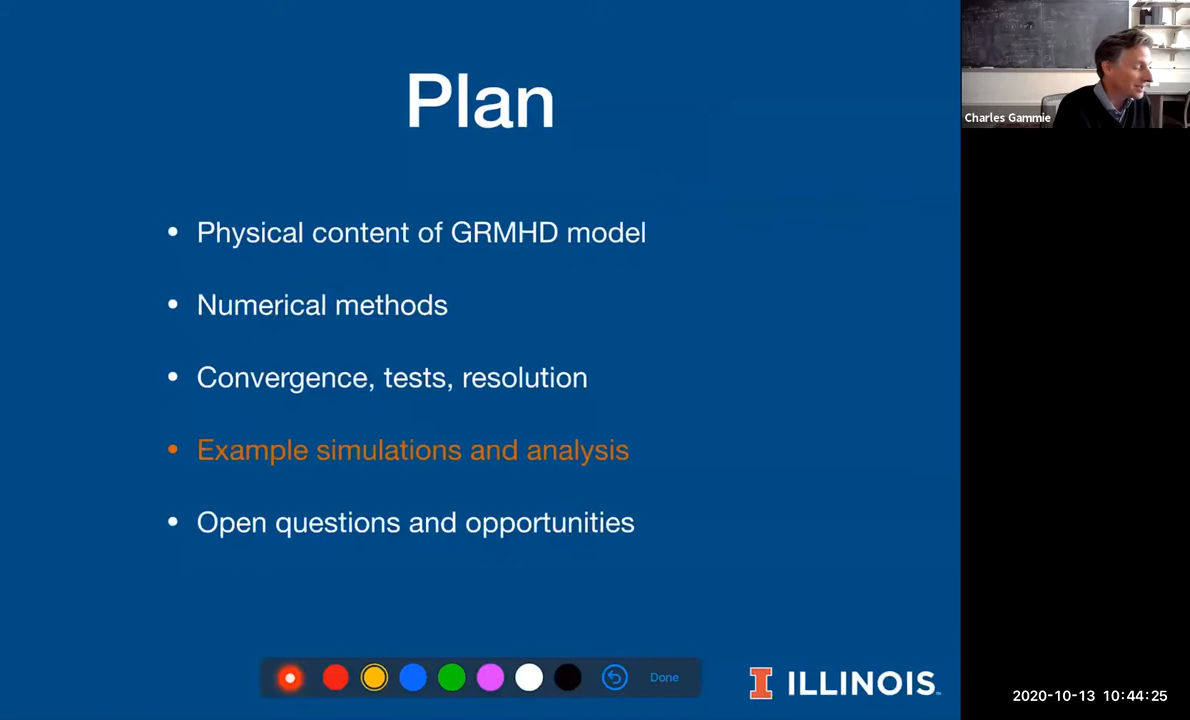 Plan
• Physical content of GRMHD model
• Numerical methods
• Convergence, tests, resolution
• Example simulations and analysis
• Open questions and opportunities
Done
I ILLINOIS
Charles Gammie
2020-10-13 10:44:25